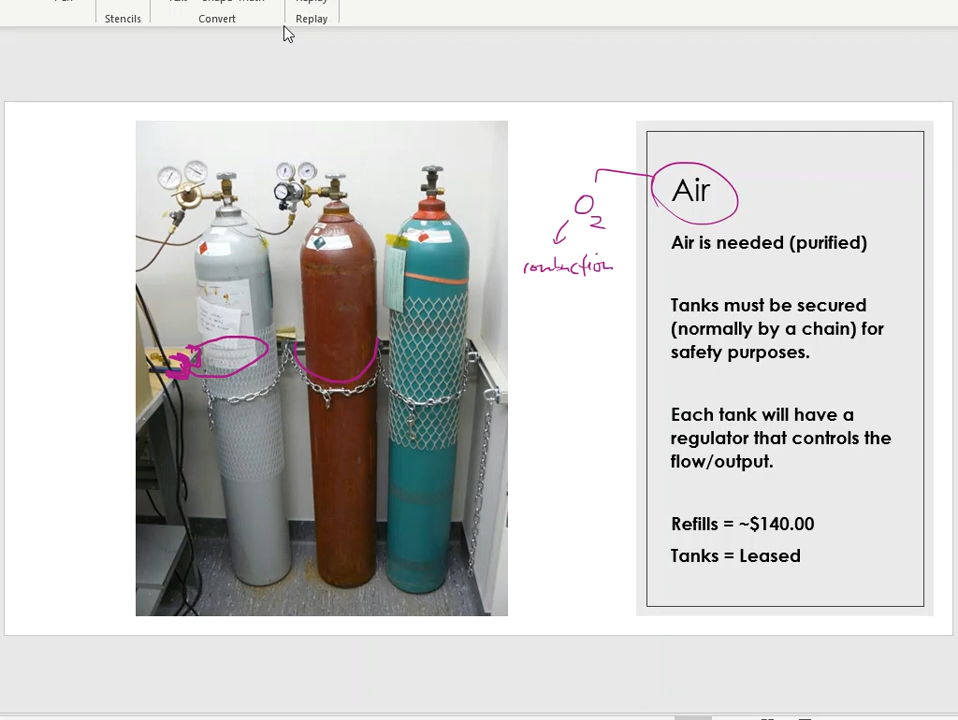 Stencils
Convert
Replay
Air
O2
combustion
Air is needed (purified)
Tanks must be secured
(normally by a chain) for
safety purposes.
Each tank will have a
regulator that controls the
flow/output.
Refills = ~$140.00
Tanks = Leased